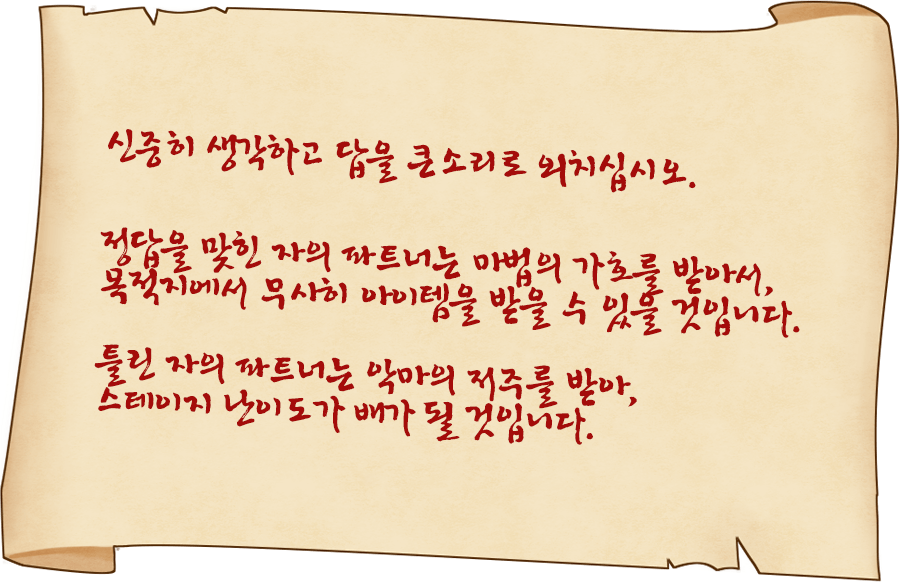 신중히 생각하고 답을 큰소리로 외치십시오.
정답을 맞힌 자의 파트너는 마법의 가호를 받아서,
목적지에서 무사히 아이템을 받을 수 있을 것입니다.
틀린 자의 파트너는 악마의 저주를 받아,
스테이지 난이도가 배가 될 것입니다.